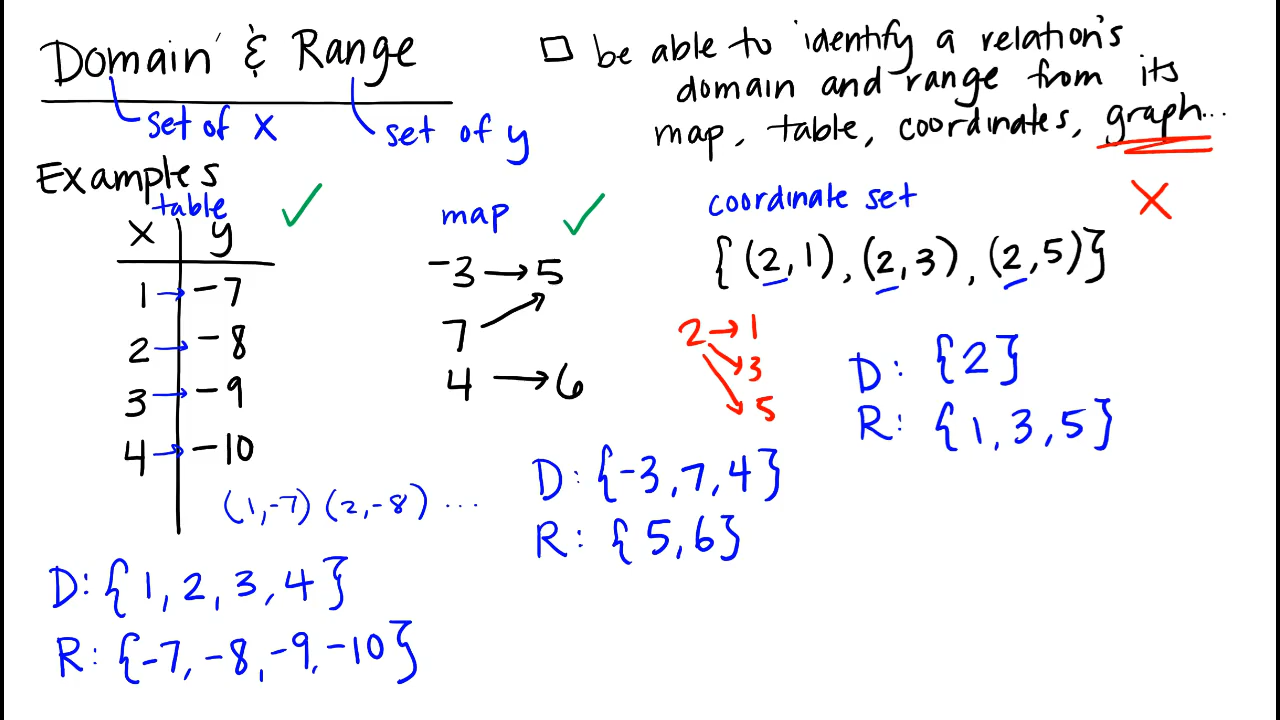 Domain & Range
set of x
set of y
☐ be able to identify a relation's
domain and range from its
map, table, coordinates, graph...
Examples
table ✓
x y
1 → -7
2 → -8
3 → -9
4 → -10
(1,-7) (2,-8) ...
D: {1, 2, 3, 4}
R: {-7, -8, -9, -10}
map ✓
-3 → 5
7
4 → 6
D: {-3, 7, 4}
R: {5, 6}
coordinate set ✗
{(2,1), (2,3), (2,5)}
2 → 1
3
5
D: {2}
R: {1, 3, 5}